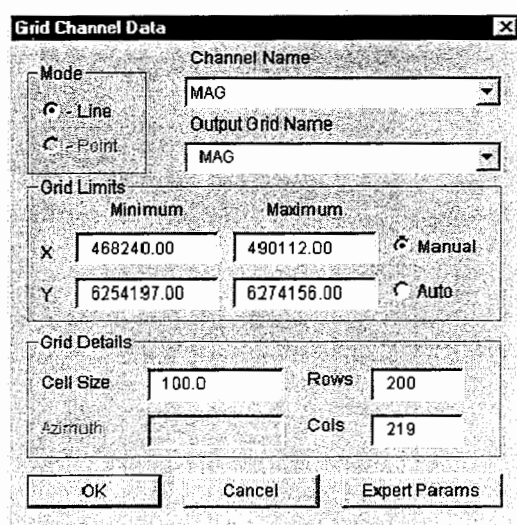 Grid Channel Data
Mode
- Line
- Point
Channel Name
MAG
Output Grid Name
MAG
Grid Limits
Minimum Maximum
X 468240.00 490112.00 Manual
Y 6254197.00 6274156.00 Auto
Grid Details
Cell Size 100.0 Rows 200
Azimuth Cols 219
OK Cancel Expert Params